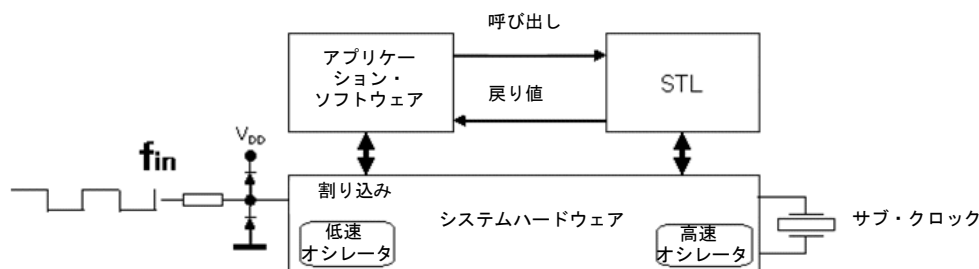 呼び出し
アプリケー
ション・
ソフトウェア
STL
戻り値
VDD
fin
割り込み
システムハードウェア
低速
オシレータ
高速
オシレータ
サブ・クロック